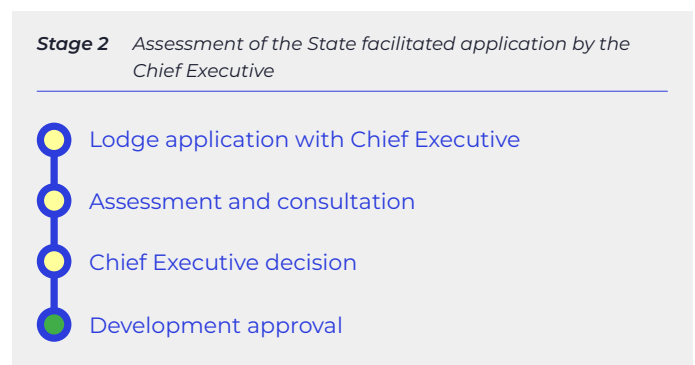 Stage 2 Assessment of the State facilitated application by the
Chief Executive
Lodge application with Chief Executive
Assessment and consultation
Chief Executive decision
Development approval